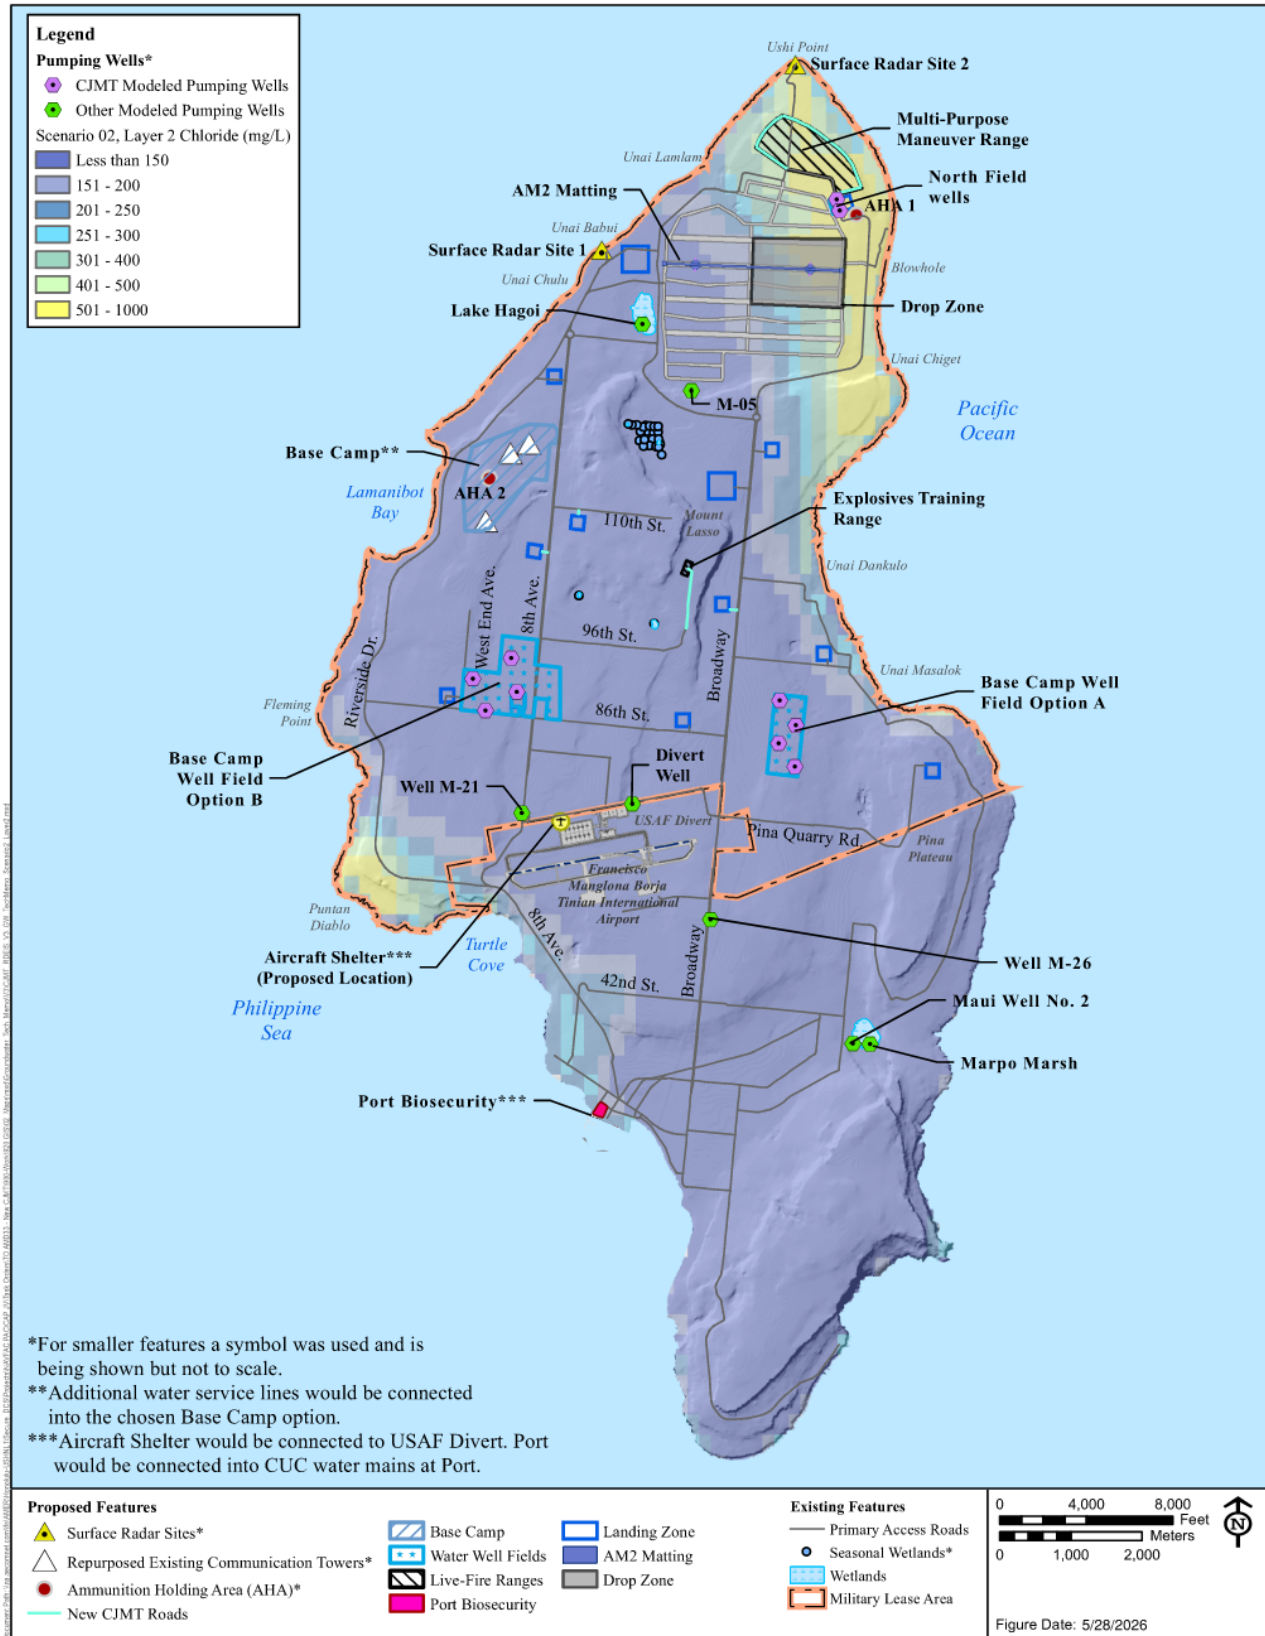 Legend
Pumping Wells*
CJMT Modeled Pumping Wells
Other Modeled Pumping Wells
Scenario 02, Layer 2 Chloride (mg/L)
Less than 150
151 - 200
201 - 250
251 - 300
301 - 400
401 - 500
501 - 1000
Ushi Point
Surface Radar Site 2
Multi-Purpose
Maneuver Range
Unai Lamlam
North Field
wells
AM2 Matting
AHA 1
Unai Babui
Surface Radar Site 1
Blowhole
Unai Chulu
Lake Hagoi
Drop Zone
Unai Chiget
M-05
Pacific
Ocean
Base Camp**
AHA 2
Lamanibot
Bay
Explosives Training
Range
Mount
Lasso
110th St.
Unai Dankulo
West End Ave.
8th Ave.
96th St.
Broadway
Riverside Dr.
Unai Masalok
Base Camp Well
Field Option A
Fleming
Point
86th St.
Base Camp
Well Field
Option B
Divert
Well
Well M-21
USAF Divert
Pina Quarry Rd.
Pina
Plateau
Francisco
Manglona Borja
Tinian International
Airport
Puntan
Diablo
8th Ave.
Turtle
Cove
Aircraft Shelter***
(Proposed Location)
Broadway
Well M-26
42nd St.
Maui Well No. 2
Philippine
Sea
Marpo Marsh
Port Biosecurity***
*For smaller features a symbol was used and is
being shown but not to scale.
**Additional water service lines would be connected
into the chosen Base Camp option.
***Aircraft Shelter would be connected to USAF Divert. Port
would be connected into CUC water mains at Port.
Proposed Features
Surface Radar Sites*
Repurposed Existing Communication Towers*
Ammunition Holding Area (AHA)*
New CJMT Roads
Base Camp
Water Well Fields
Live-Fire Ranges
Port Biosecurity
Landing Zone
AM2 Matting
Drop Zone
Existing Features
Primary Access Roads
Seasonal Wetlands*
Wetlands
Military Lease Area
0 4,000 8,000
Feet
Meters
0 1,000 2,000
N
Figure Date: 5/28/2026